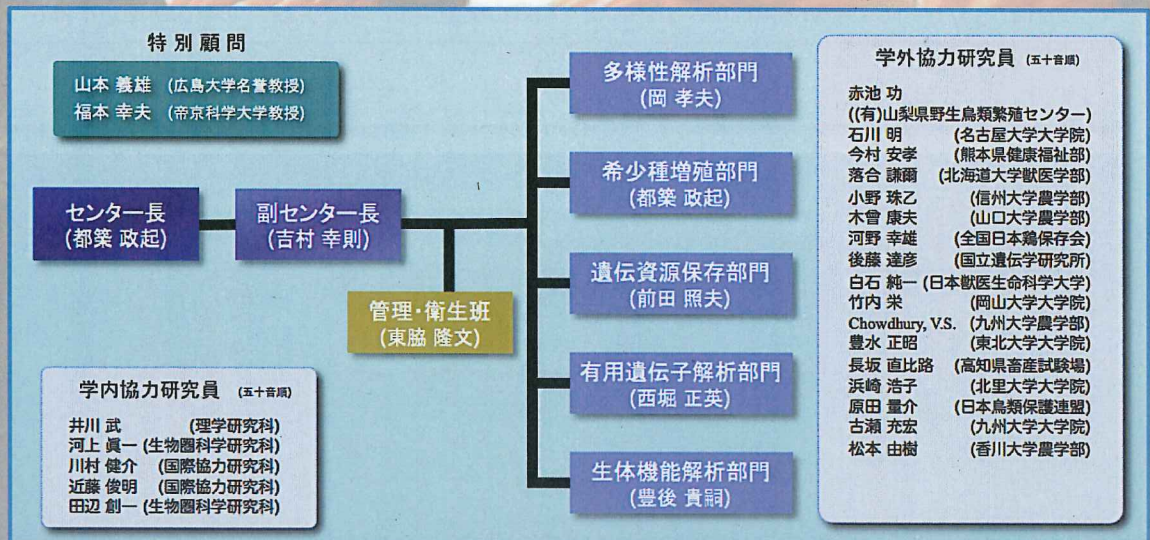 特別顧問
山本 義雄 (広島大学名誉教授)
福本 幸夫 (帝京科学大学教授)
センター長
(都築 政起)
副センター長
(吉村 幸則)
管理・衛生班
(東脇 隆文)
学内協力研究員 (五十音順)
井川 武 (理学研究科)
河上 眞一 (生物圏科学研究科)
川村 健介 (国際協力研究科)
近藤 俊明 (国際協力研究科)
田辺 創一 (生物圏科学研究科)
多様性解析部門
(岡 孝夫)
希少種増殖部門
(都築 政起)
遺伝資源保存部門
(前田 照夫)
有用遺伝子解析部門
(西堀 正英)
生体機能解析部門
(豊後 貴嗣)
学外協力研究員 (五十音順)
赤池 功
((有)山梨県野生鳥類繁殖センター)
石川 明 (名古屋大学大学院)
今村 安孝 (熊本県健康福祉部)
落合 謙爾 (北海道大学獣医学部)
小野 珠乙 (信州大学農学部)
木曾 康夫 (山口大学農学部)
河野 幸雄 (全国日本鶏保存会)
後藤 達彦 (国立遺伝学研究所)
白石 純一 (日本獣医生命科学大学)
竹内 栄 (岡山大学大学院)
Chowdhury, V.S. (九州大学農学部)
豊水 正昭 (東北大学大学院)
長坂 直比路 (高知県畜産試験場)
浜崎 浩子 (北里大学大学院)
原田 量介 (日本鳥類保護連盟)
古瀬 充宏 (九州大学大学院)
松本 由樹 (香川大学農学部)